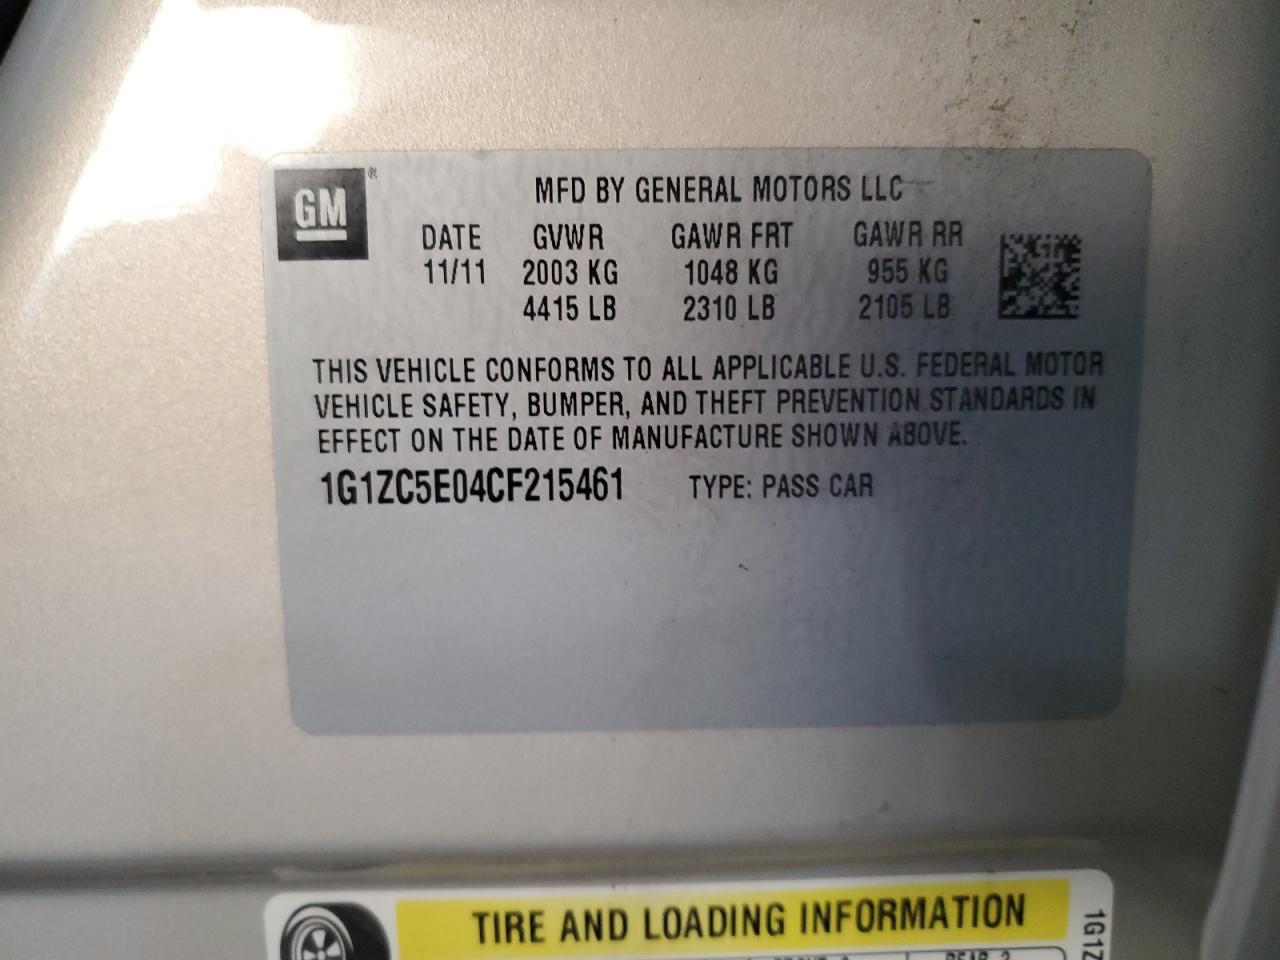 GM®
MFD BY GENERAL MOTORS LLC
DATE GVWR GAWR FRT GAWR RR
11/11 2003 KG 1048 KG 955 KG
4415 LB 2310 LB 2105 LB
THIS VEHICLE CONFORMS TO ALL APPLICABLE U.S. FEDERAL MOTOR
VEHICLE SAFETY, BUMPER, AND THEFT PREVENTION STANDARDS IN
EFFECT ON THE DATE OF MANUFACTURE SHOWN ABOVE.
1G1ZC5E04CF215461 TYPE: PASS CAR
TIRE AND LOADING INFORMATION
1G1Z